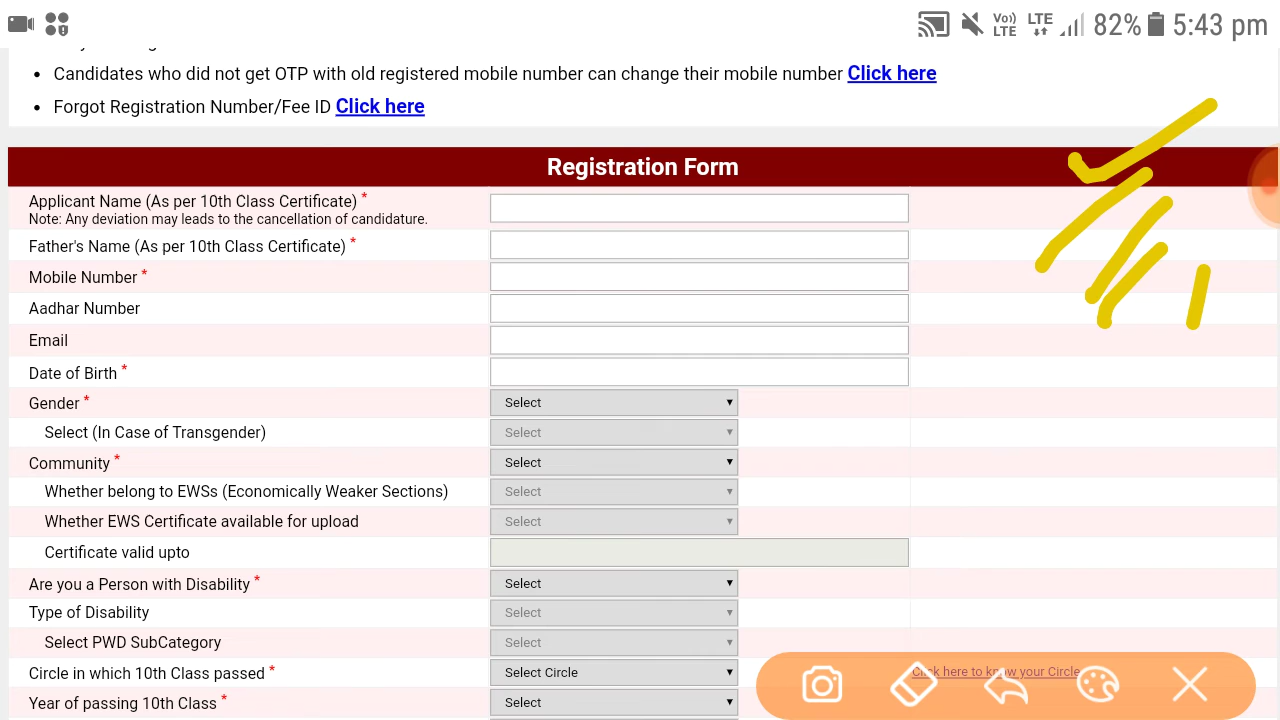 Vo)) LTE LTE 82% 5:43 pm
Candidates who did not get OTP with old registered mobile number can change their mobile number Click here
Forgot Registration Number/Fee ID Click here
Registration Form
Applicant Name (As per 10th Class Certificate) *
Note: Any deviation may leads to the cancellation of candidature.
Father's Name (As per 10th Class Certificate) *
Mobile Number *
Aadhar Number
Email
Date of Birth *
Gender * Select
Select (In Case of Transgender) Select
Community * Select
Whether belong to EWSs (Economically Weaker Sections) Select
Whether EWS Certificate available for upload Select
Certificate valid upto
Are you a Person with Disability * Select
Type of Disability Select
Select PWD SubCategory Select
Circle in which 10th Class passed * Select Circle Click here to know your Circle
Year of passing 10th Class * Select